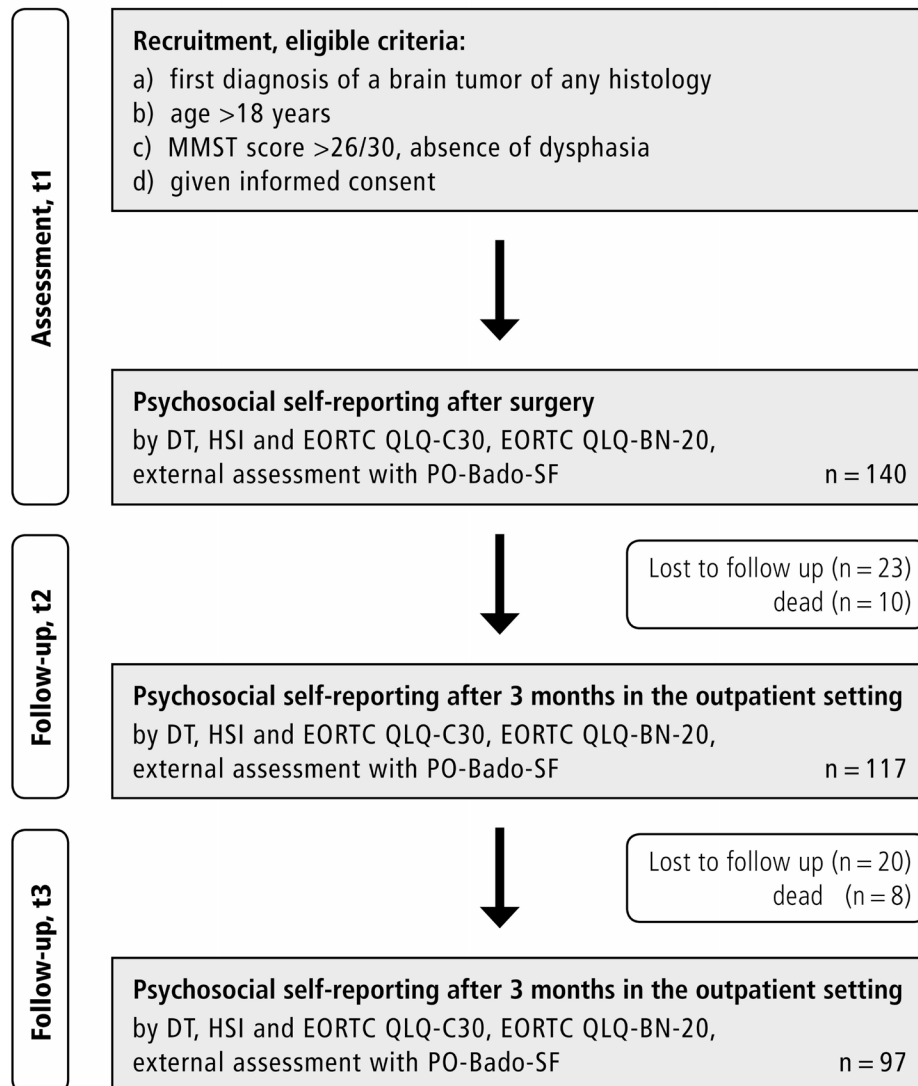 Assessment, t1
Recruitment, eligible criteria:
a) first diagnosis of a brain tumor of any histology
b) age >18 years
c) MMST score >26/30, absence of dysphasia
d) given informed consent
Psychosocial self-reporting after surgery
by DT, HSI and EORTC QLQ-C30, EORTC QLQ-BN-20,
external assessment with PO-Bado-SF n = 140
Lost to follow up (n = 23)
dead (n = 10)
Follow-up, t2
Psychosocial self-reporting after 3 months in the outpatient setting
by DT, HSI and EORTC QLQ-C30, EORTC QLQ-BN-20,
external assessment with PO-Bado-SF n = 117
Lost to follow up (n = 20)
dead (n = 8)
Follow-up, t3
Psychosocial self-reporting after 3 months in the outpatient setting
by DT, HSI and EORTC QLQ-C30, EORTC QLQ-BN-20,
external assessment with PO-Bado-SF n = 97